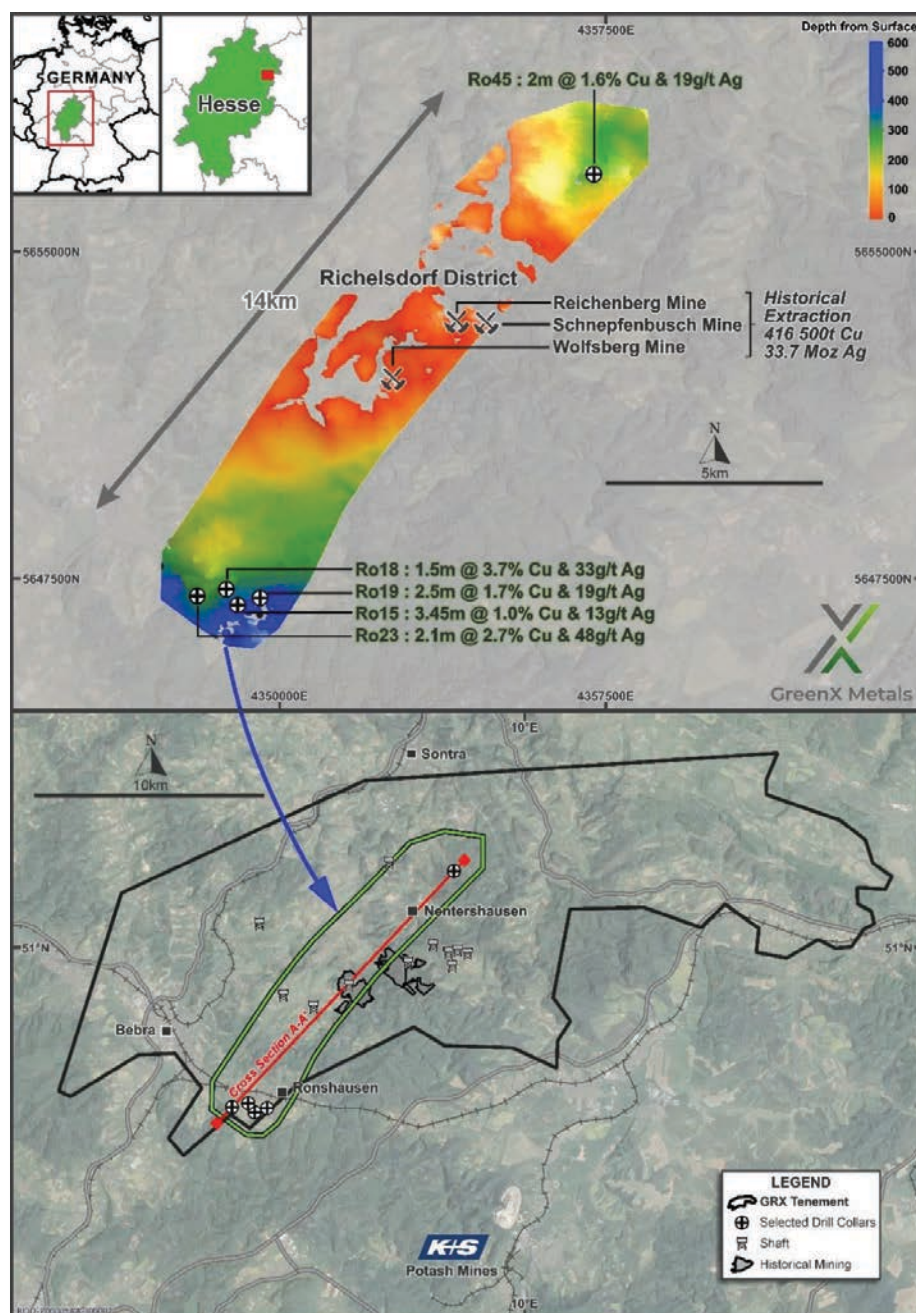 GERMANY
Hesse
4357500E
Depth from Surface
600
500
400
300
200
100
0
Ro45 : 2m @ 1.6% Cu & 19g/t Ag
5655000N
5655000N
14km
Richelsdorf District
Reichenberg Mine
Schnepfenbusch Mine
Wolfsberg Mine
Historical
Extraction
416 500t Cu
33.7 Moz Ag
N
5km
5647500N
5647500N
Ro18 : 1.5m @ 3.7% Cu & 33g/t Ag
Ro19 : 2.5m @ 1.7% Cu & 19g/t Ag
Ro15 : 3.45m @ 1.0% Cu & 13g/t Ag
Ro23 : 2.1m @ 2.7% Cu & 48g/t Ag
GreenX Metals
4350000E
4357500E
10°E
N
10km
Sontra
Nentershausen
51°N
51°N
Bebra
Cross Section A-A'
Ronshausen
LEGEND
GRX Tenement
Selected Drill Collars
Shaft
Historical Mining
K+S
Potash Mines
10°E